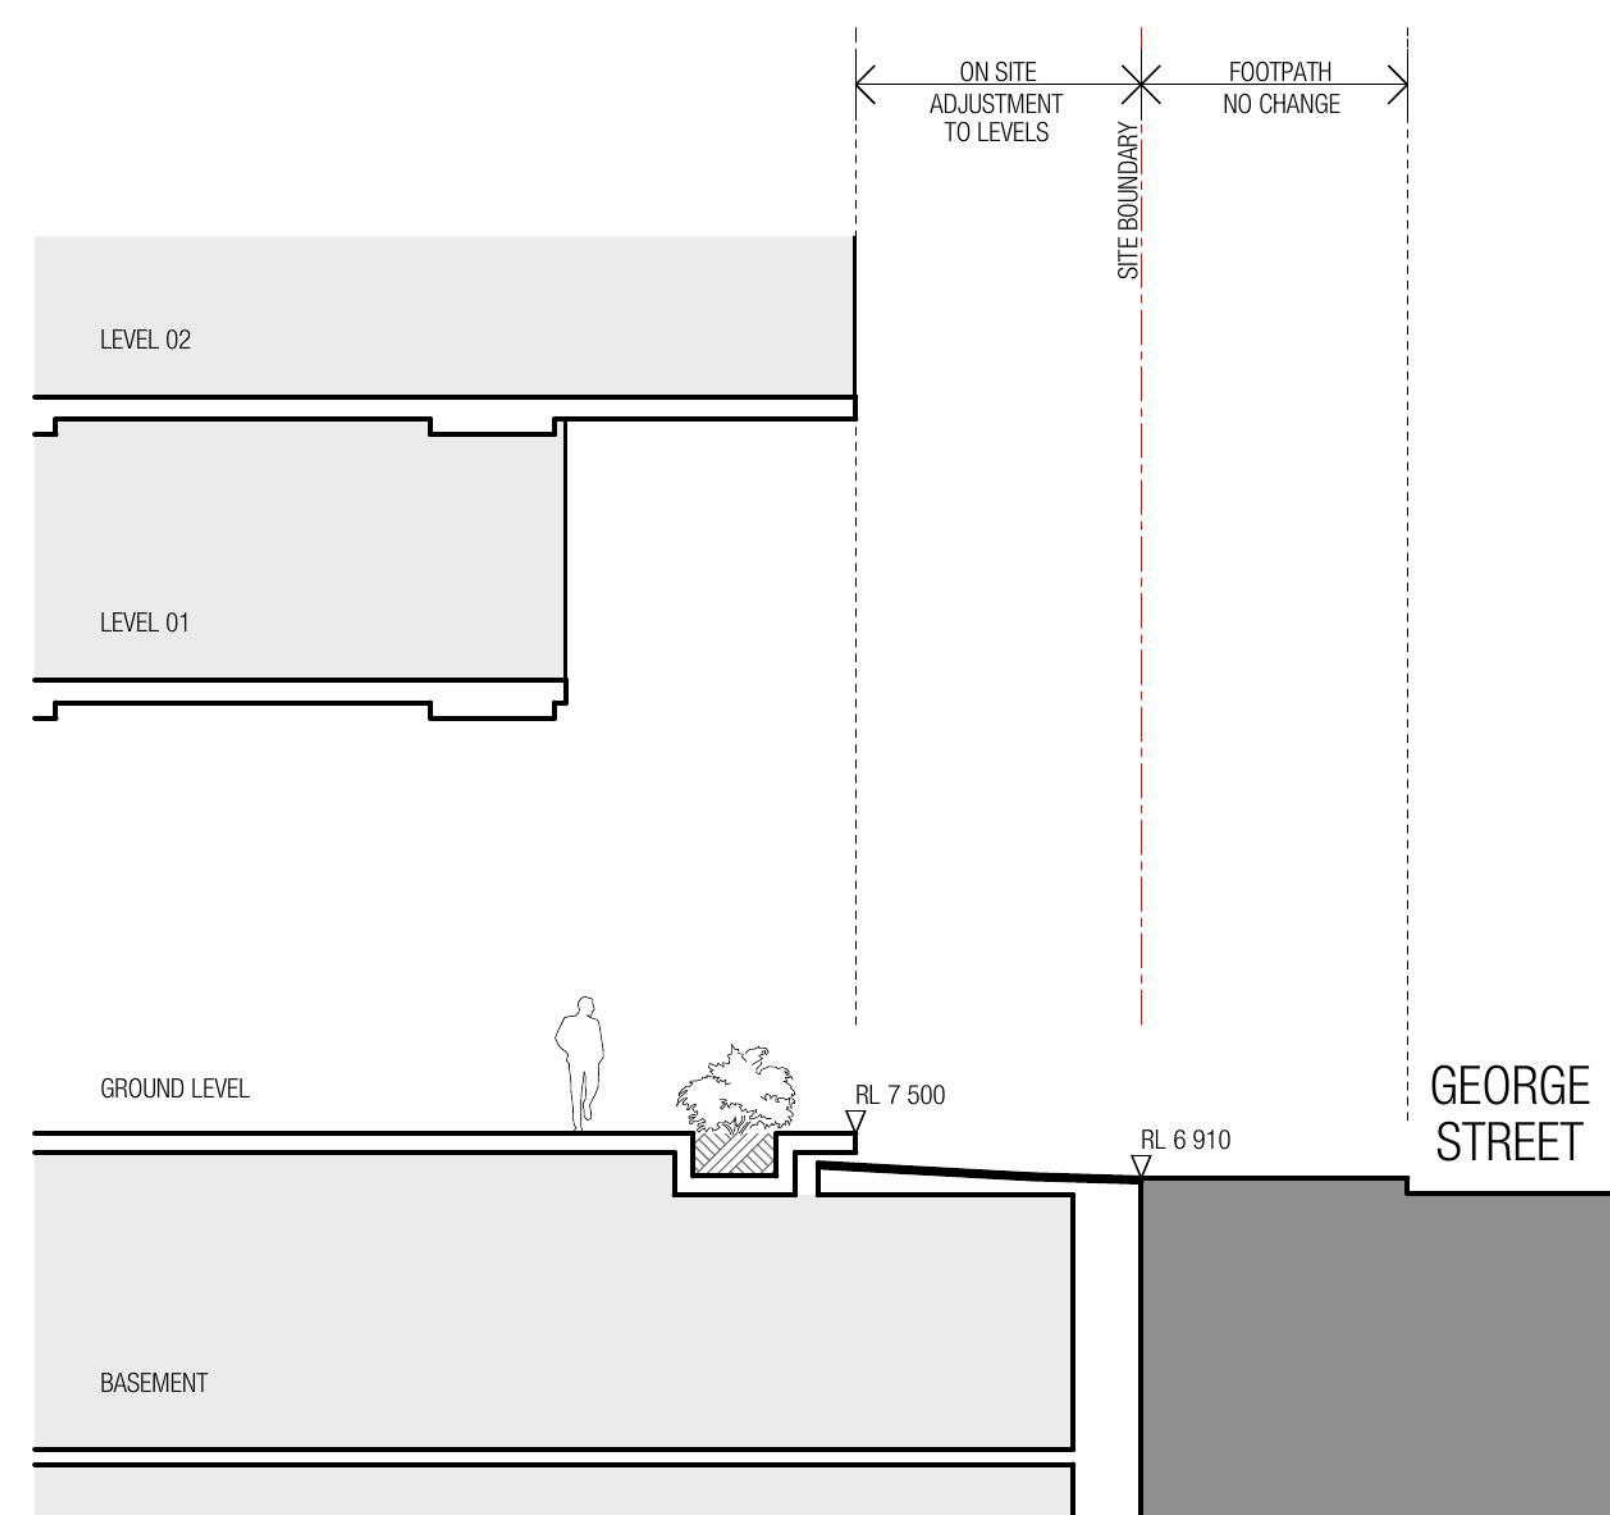 ON SITE
ADJUSTMENT
TO LEVELS
FOOTPATH
NO CHANGE
SITE BOUNDARY
LEVEL 02
LEVEL 01
GROUND LEVEL
RL 7 500
RL 6 910
GEORGE
STREET
BASEMENT